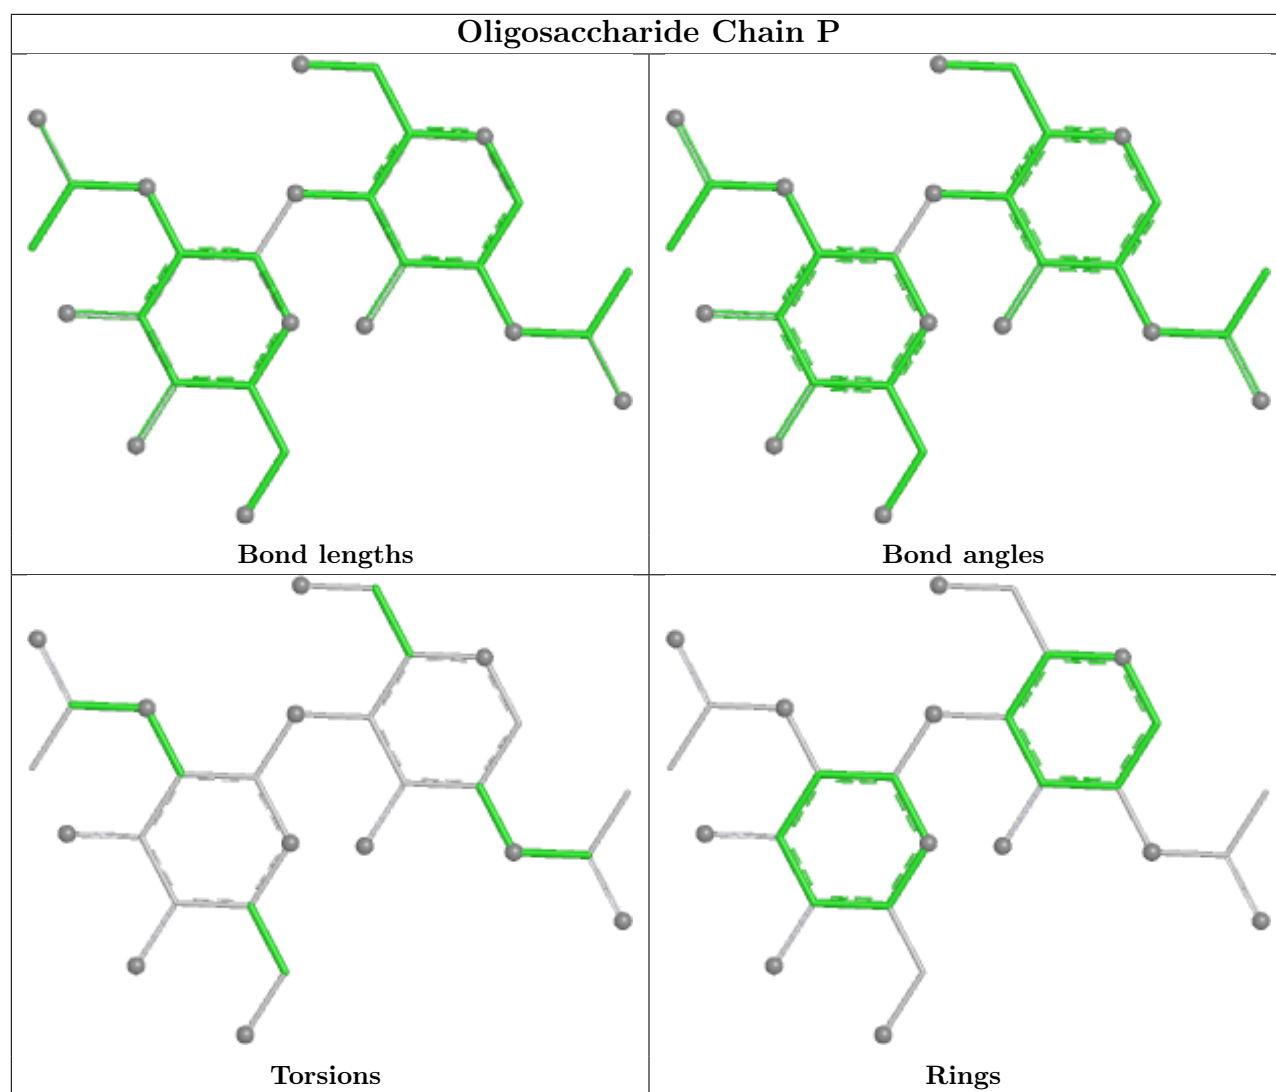 Oligosaccharide Chain P
Bond lengths
Bond angles
Torsions
Rings